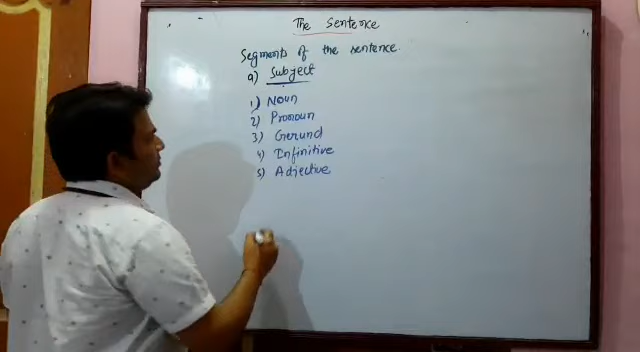 The Sentence
Segments of the sentence.
a) Subject
1) Noun
2) Pronoun
3) Gerund
4) Infinitive
5) Adjective